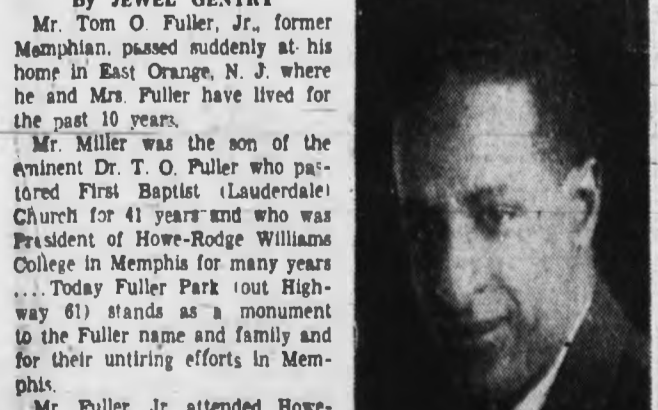 By JEWEL GENTRY
Mr. Tom O. Fuller, Jr., former
Memphian, passed suddenly at his
home in East Orange, N. J. where
he and Mrs. Fuller have lived for
the past 10 years.
Mr. Miller was the son of the
eminent Dr. T. O. Fuller who pas-
tored First Baptist (Lauderdale)
Church for 41 years and who was
President of Howe-Rodge Williams
College in Memphis for many years
.... Today Fuller Park (out High-
way 61) stands as a monument
to the Fuller name and family and
for their untiring efforts in Mem-
phis.
Mr. Fuller, Jr. attended Howe-